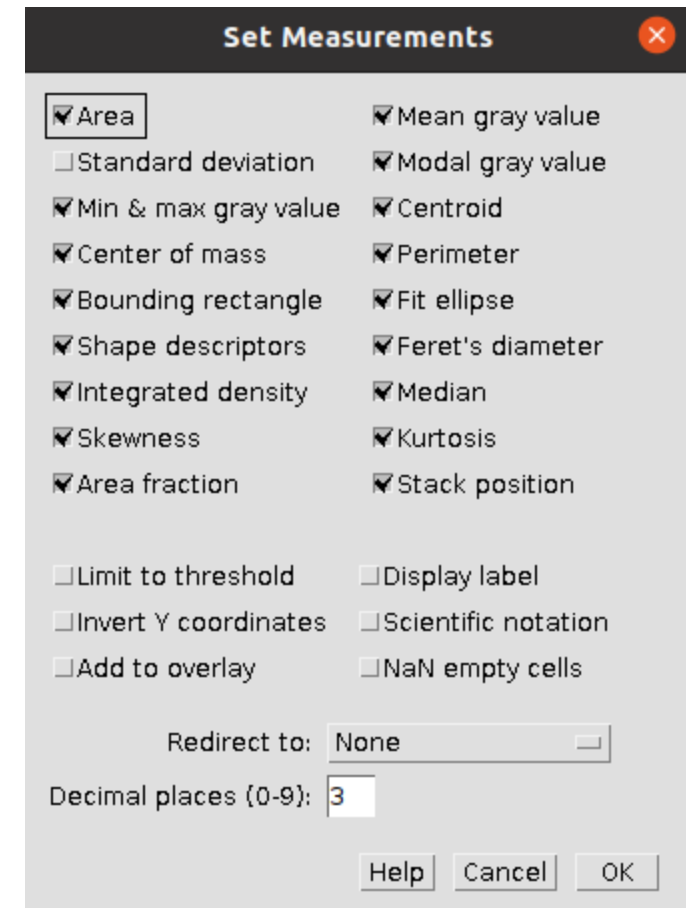 Set Measurements
Area
Mean gray value
Standard deviation
Modal gray value
Min & max gray value
Centroid
Center of mass
Perimeter
Bounding rectangle
Fit ellipse
Shape descriptors
Feret's diameter
Integrated density
Median
Skewness
Kurtosis
Area fraction
Stack position
Limit to threshold
Display label
Invert Y coordinates
Scientific notation
Add to overlay
NaN empty cells
Redirect to: None
Decimal places (0-9): 3
Help Cancel OK